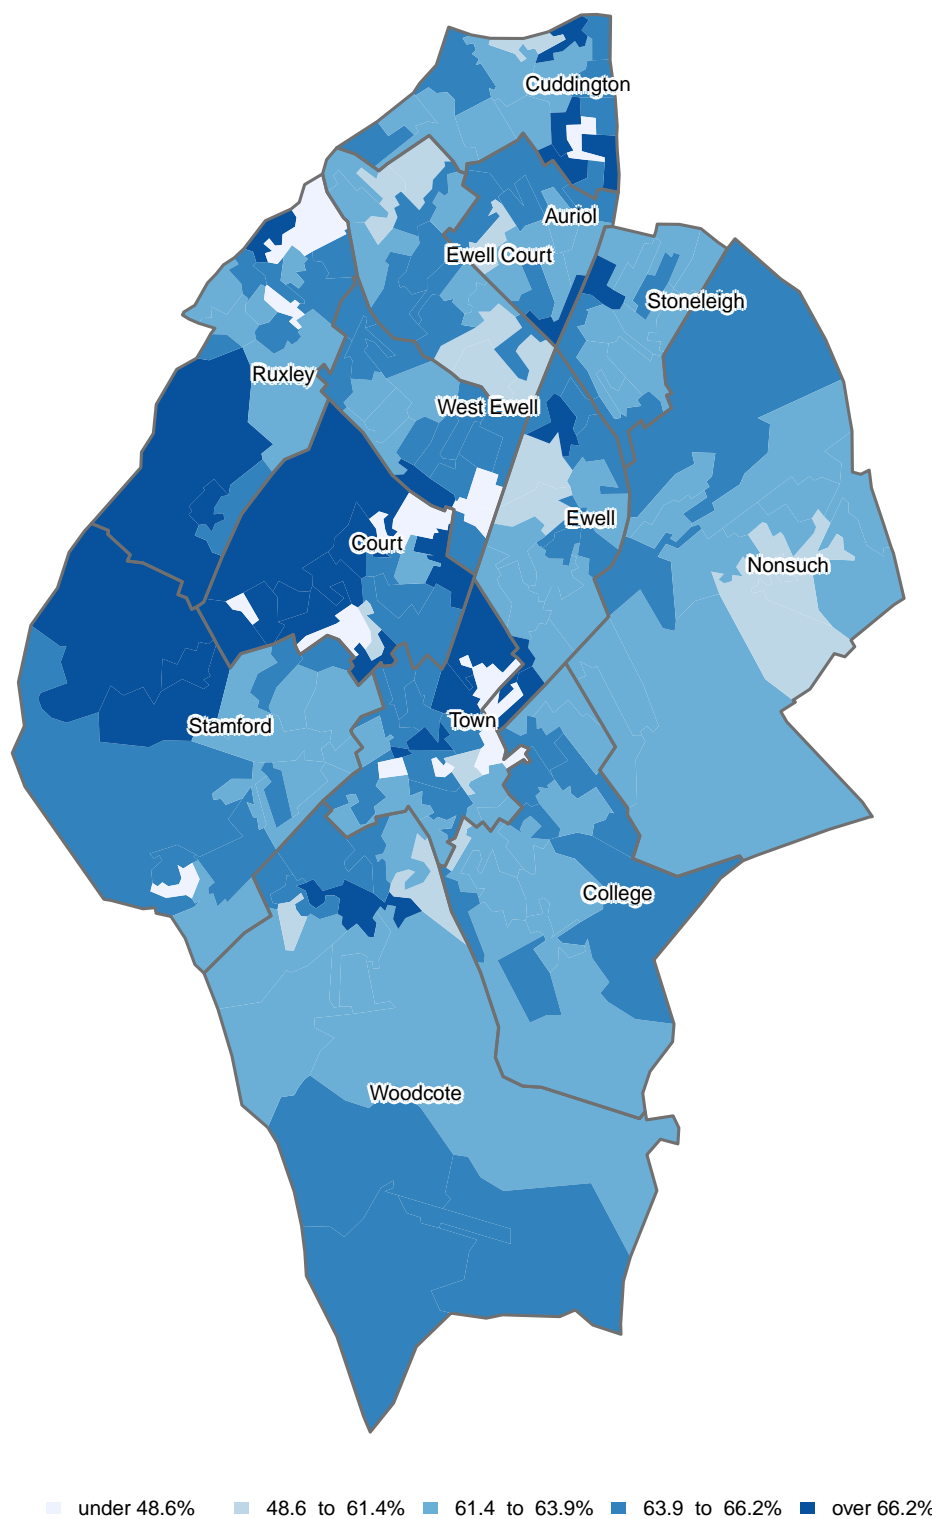 Cuddington
Auriol
Ewell Court
Stoneleigh
Ruxley
West Ewell
Ewell
Court
Nonsuch
Stamford
Town
College
Woodcote
under 48.6% 48.6 to 61.4% 61.4 to 63.9% 63.9 to 66.2% over 66.2%